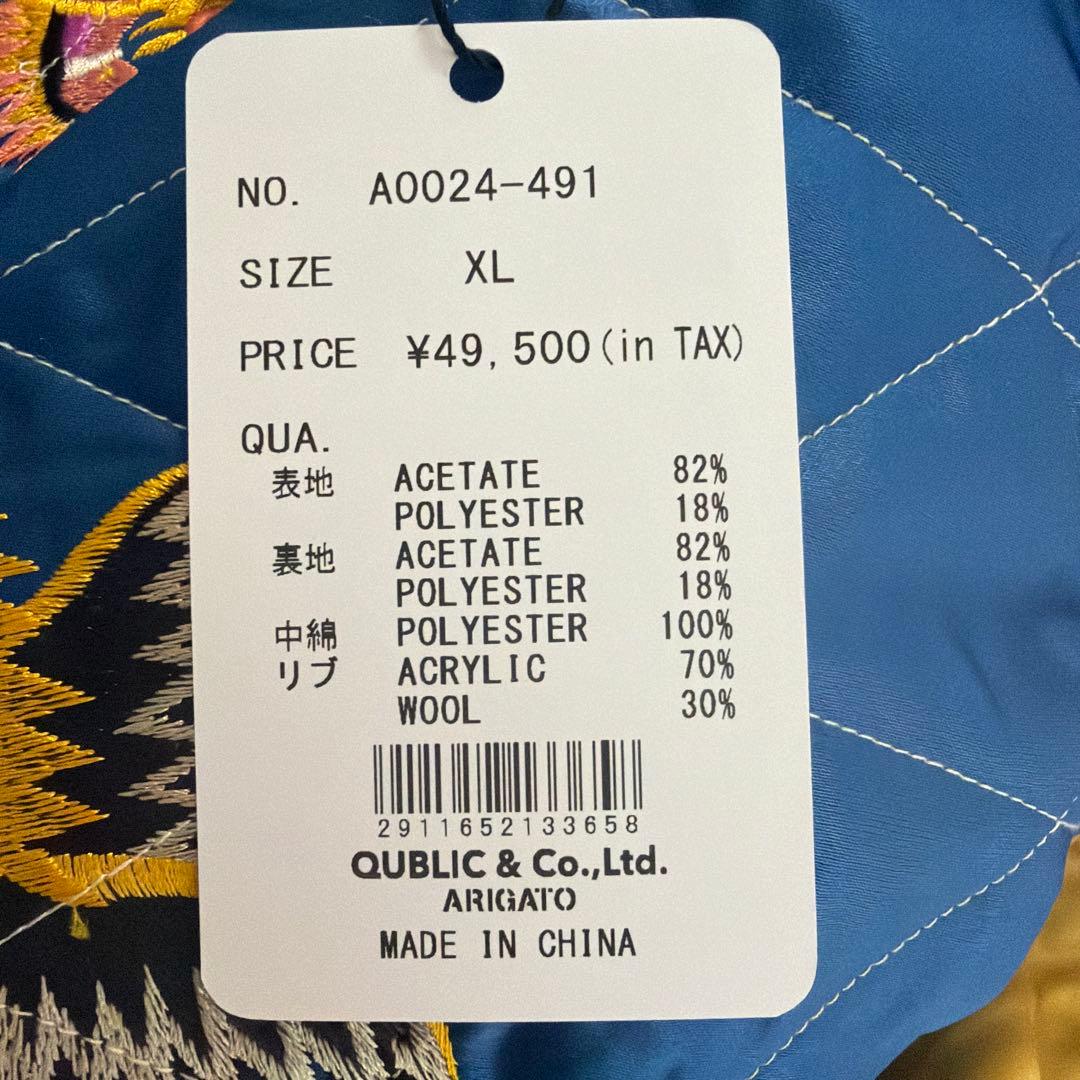 NO. A0024-491
SIZE XL
PRICE ¥49,500(in TAX)
QUA.
表地 ACETATE 82%
POLYESTER 18%
裏地 ACETATE 82%
POLYESTER 18%
中綿 POLYESTER 100%
リブ ACRYLIC 70%
WOOL 30%
2911652133658
QUBLIC & Co.,Ltd.
ARIGATO
MADE IN CHINA